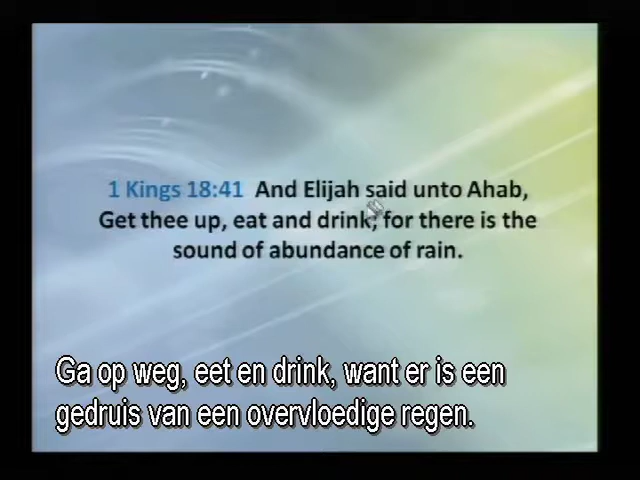 1 Kings 18:41 And Elijah said unto Ahab,
Get thee up, eat and drink; for there is the
sound of abundance of rain.
Ga op weg, eet en drink, want er is een
gedruis van een overvloedige regen.